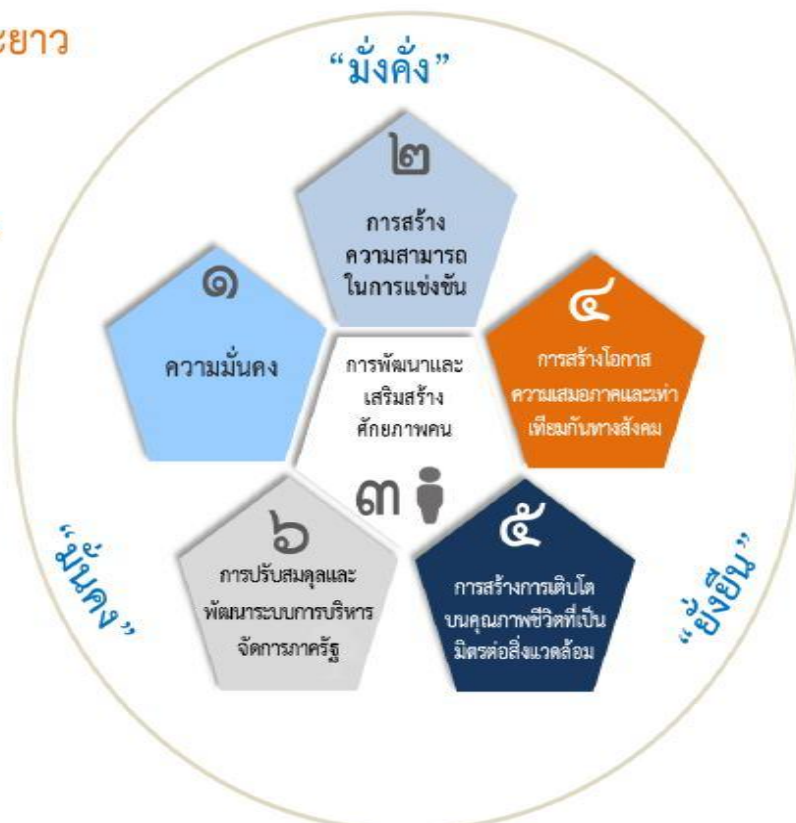 ะยาว
“มั่งคั่ง”
๒
การสร้าง
ความสามารถ
ในการแข่งขัน
๑
ความมั่นคง
๔
การสร้างโอกาส
ความเสมอภาคและเท่า
เทียมกันทางสังคม
การพัฒนาและ
เสริมสร้าง
ศักยภาพคน
๓
๖
การปรับสมดุลและ
พัฒนาระบบการบริหาร
จัดการภาครัฐ
๕
การสร้างการเติบโต
บนคุณภาพชีวิตที่เป็น
มิตรต่อสิ่งแวดล้อม
“มั่นคง”
“ยั่งยืน”